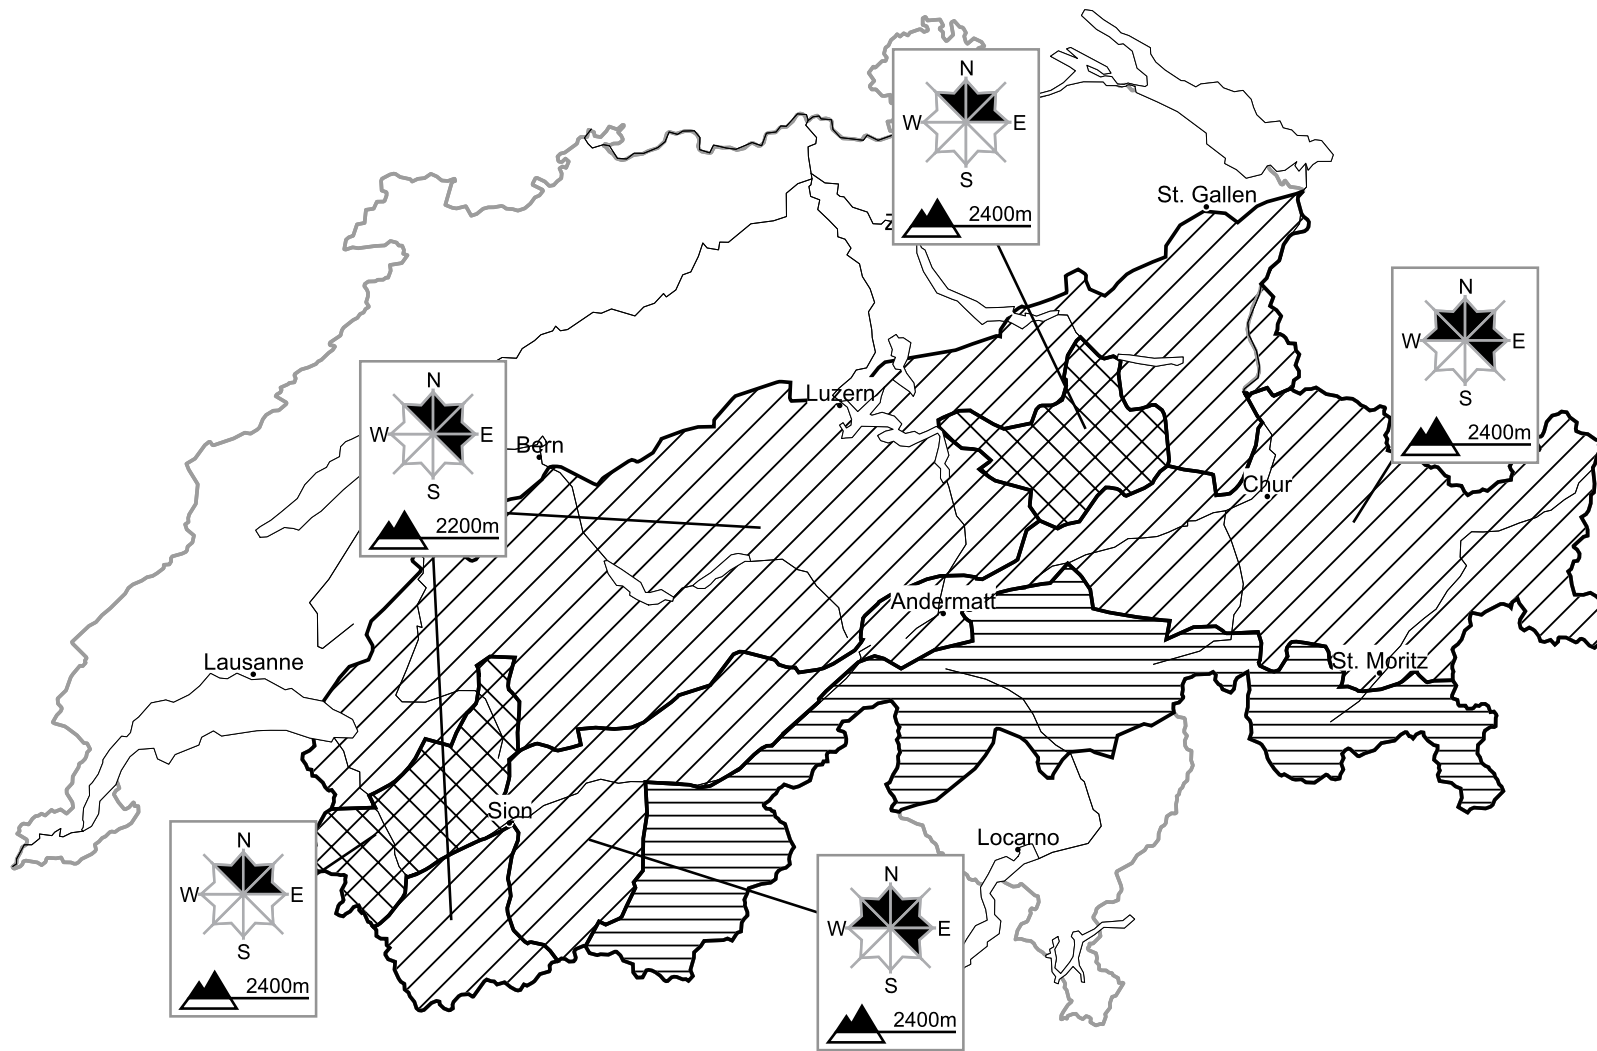 N
W E
S
2400m
St. Gallen
N
W E
S
2400m
Luzern
N
W E
S
2200m
Bern
Chur
Andermatt
Lausanne
St. Moritz
Sion
Locarno
N
W E
S
2400m
N
W E
S
2400m